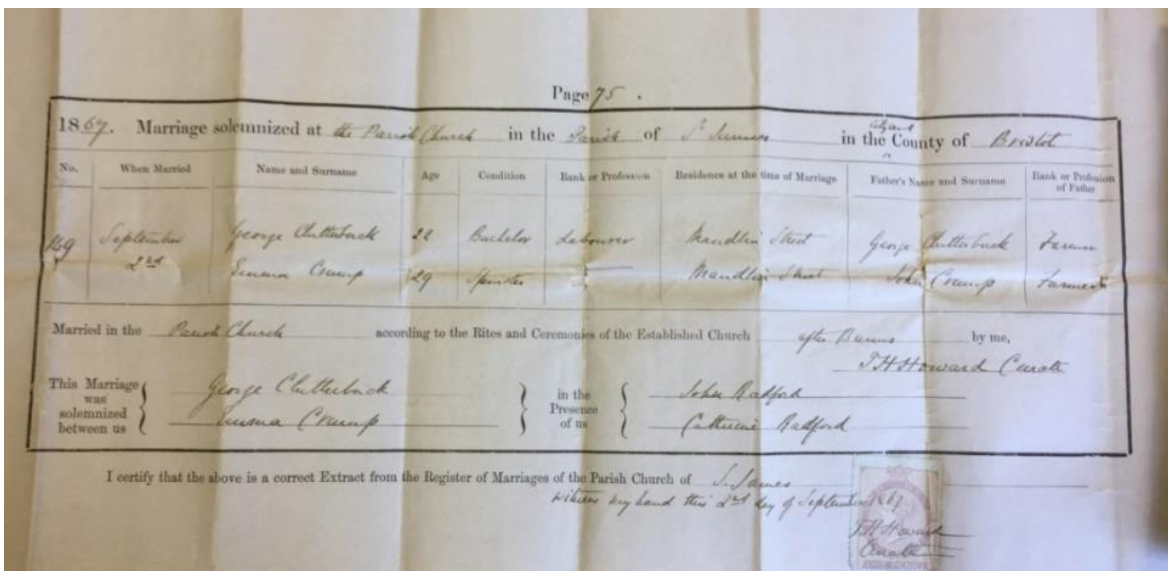 Page 75.
1867. Marriage solemnized at the Parish Church in the Parish of St James in the City and County of Bristol
No. When Married Name and Surname Age Condition Rank or Profession Residence at the time of Marriage Father's Name and Surname Rank or Profession of Father
149 September George Clutterbuck 22 Bachelor Labourer Maudlin Street George Clutterbuck Farmer
2nd Emma Crump 29 Spinster Maudlin Street John Crump Farmer
Married in the Parish Church according to the Rites and Ceremonies of the Established Church after Banns by me,
J H Howard Curate
This Marriage was solemnized between us George Clutterbuck in the Presence of us John Radford
Emma Crump Catherine Radford
I certify that the above is a correct Extract from the Register of Marriages of the Parish Church of S. James
Witness my hand this 2nd day of September 1867
J H Howard
Curate